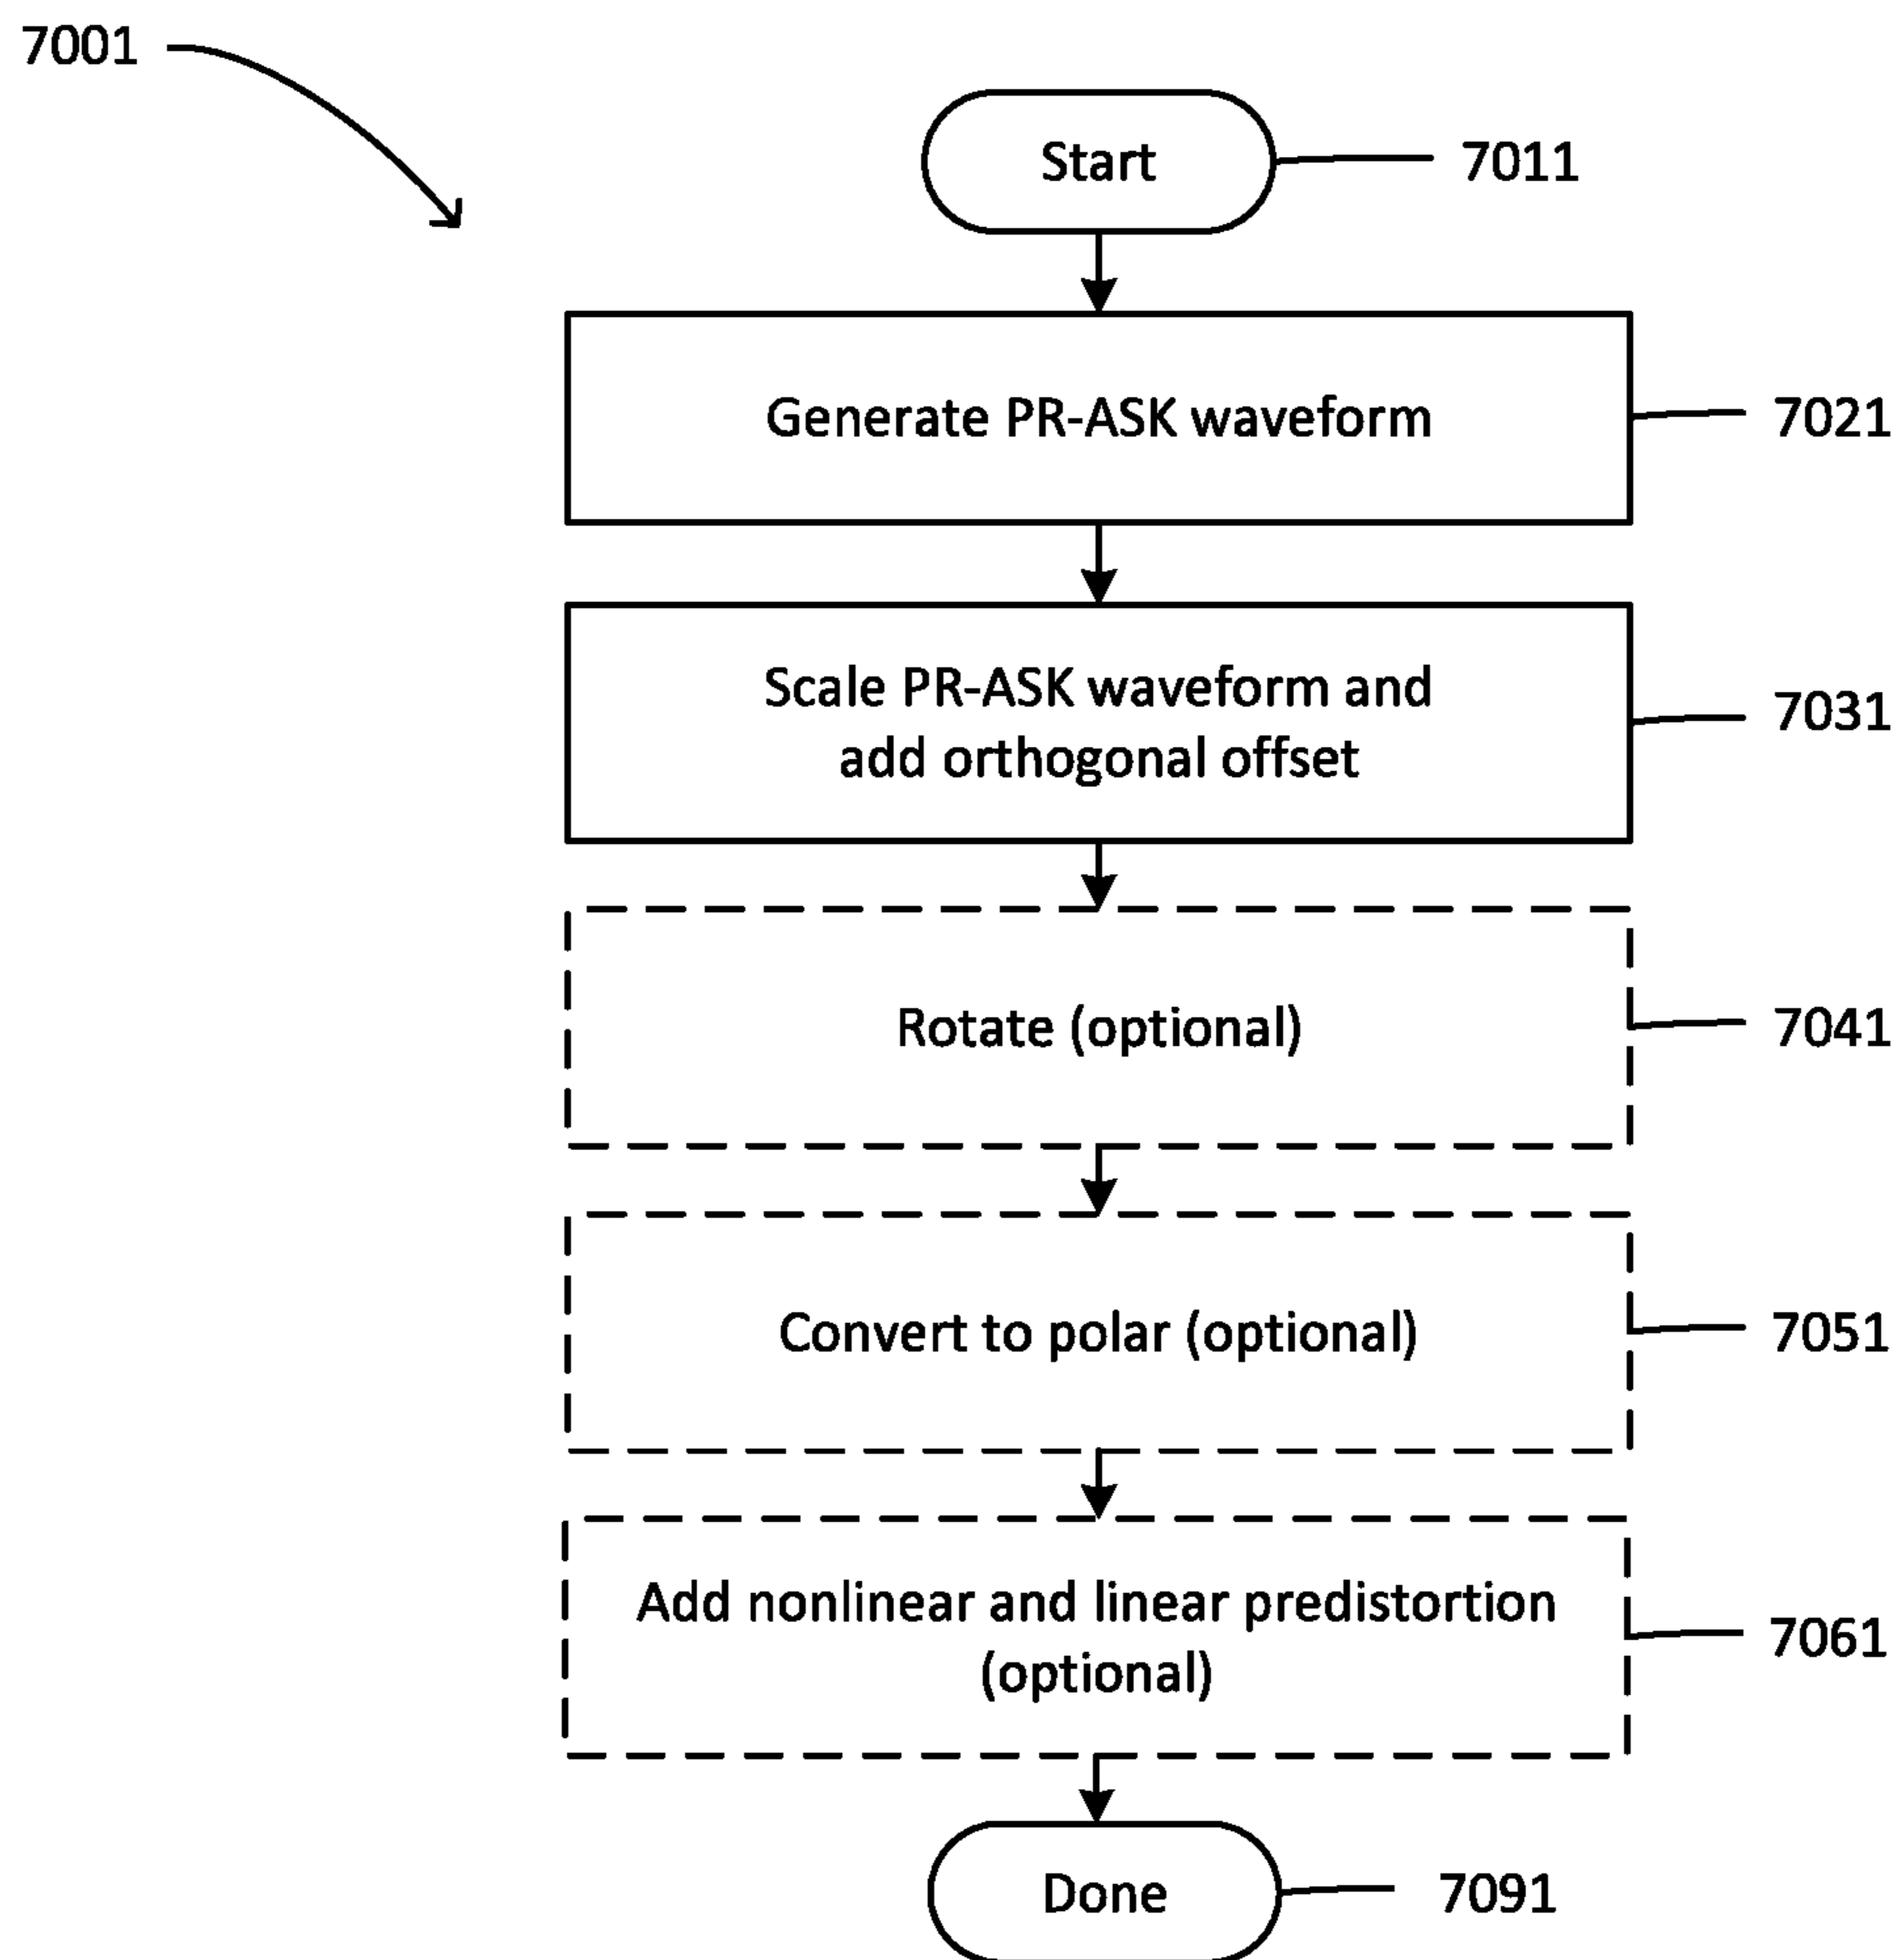 7001
Start
7011
Generate PR-ASK waveform
7021
Scale PR-ASK waveform and
add orthogonal offset
7031
Rotate (optional)
7041
Convert to polar (optional)
7051
Add nonlinear and linear predistortion
(optional)
7061
Done
7091